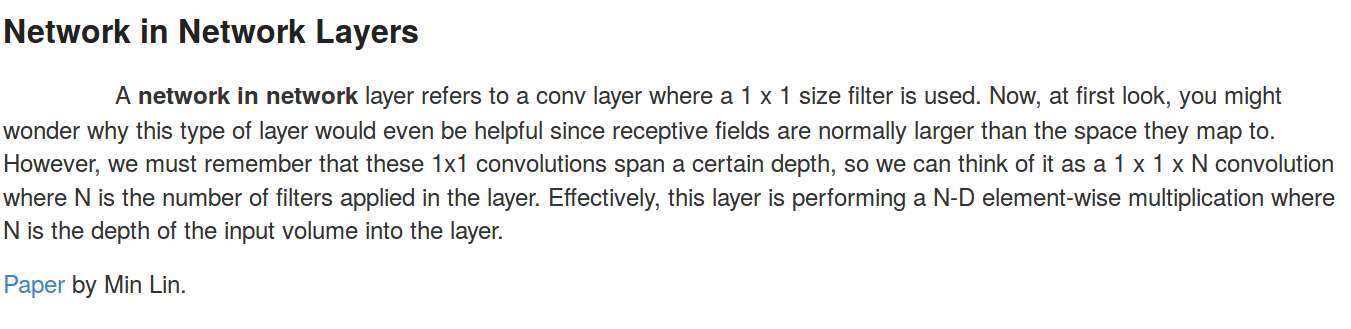 Network in Network Layers
A network in network layer refers to a conv layer where a 1 x 1 size filter is used. Now, at first look, you might
wonder why this type of layer would even be helpful since receptive fields are normally larger than the space they map to.
However, we must remember that these 1x1 convolutions span a certain depth, so we can think of it as a 1 x 1 x N convolution
where N is the number of filters applied in the layer. Effectively, this layer is performing a N-D element-wise multiplication where
N is the depth of the input volume into the layer.
Paper by Min Lin.